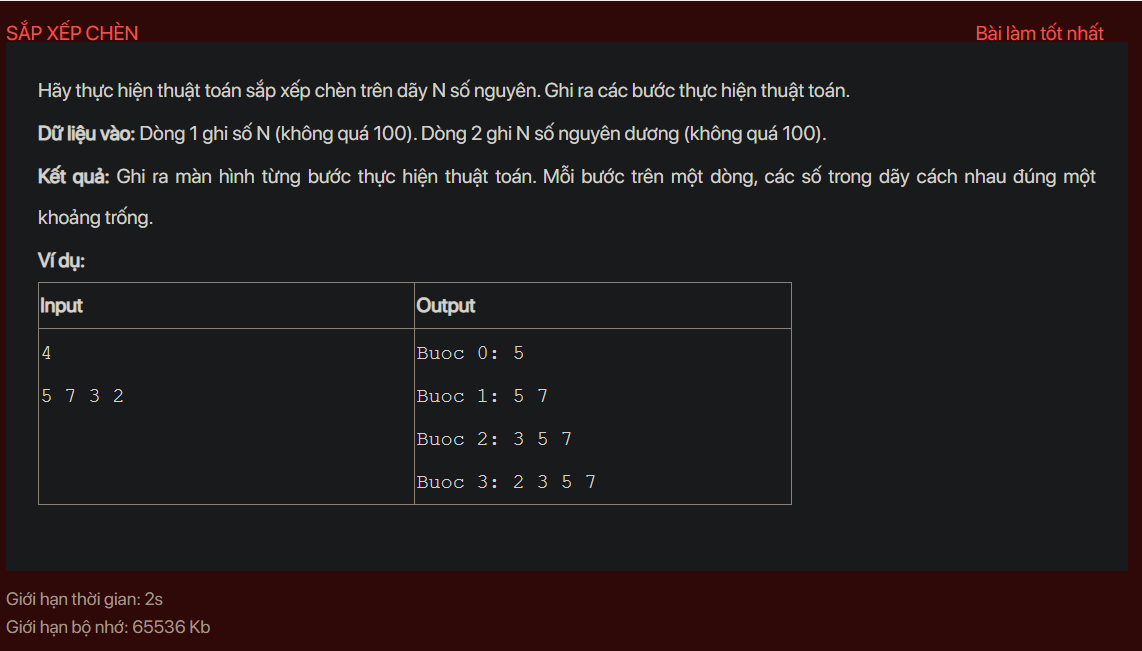 SẮP XẾP CHÈN
Bài làm tốt nhất
Hãy thực hiện thuật toán sắp xếp chèn trên dãy N số nguyên. Ghi ra các bước thực hiện thuật toán.
Dữ liệu vào: Dòng 1 ghi số N (không quá 100). Dòng 2 ghi N số nguyên dương (không quá 100).
Kết quả: Ghi ra màn hình từng bước thực hiện thuật toán. Mỗi bước trên một dòng, các số trong dãy cách nhau đúng một
khoảng trống.
Ví dụ:
Input Output
4 Buoc 0: 5
5 7 3 2 Buoc 1: 5 7
Buoc 2: 3 5 7
Buoc 3: 2 3 5 7
Giới hạn thời gian: 2s
Giới hạn bộ nhớ: 65536 Kb